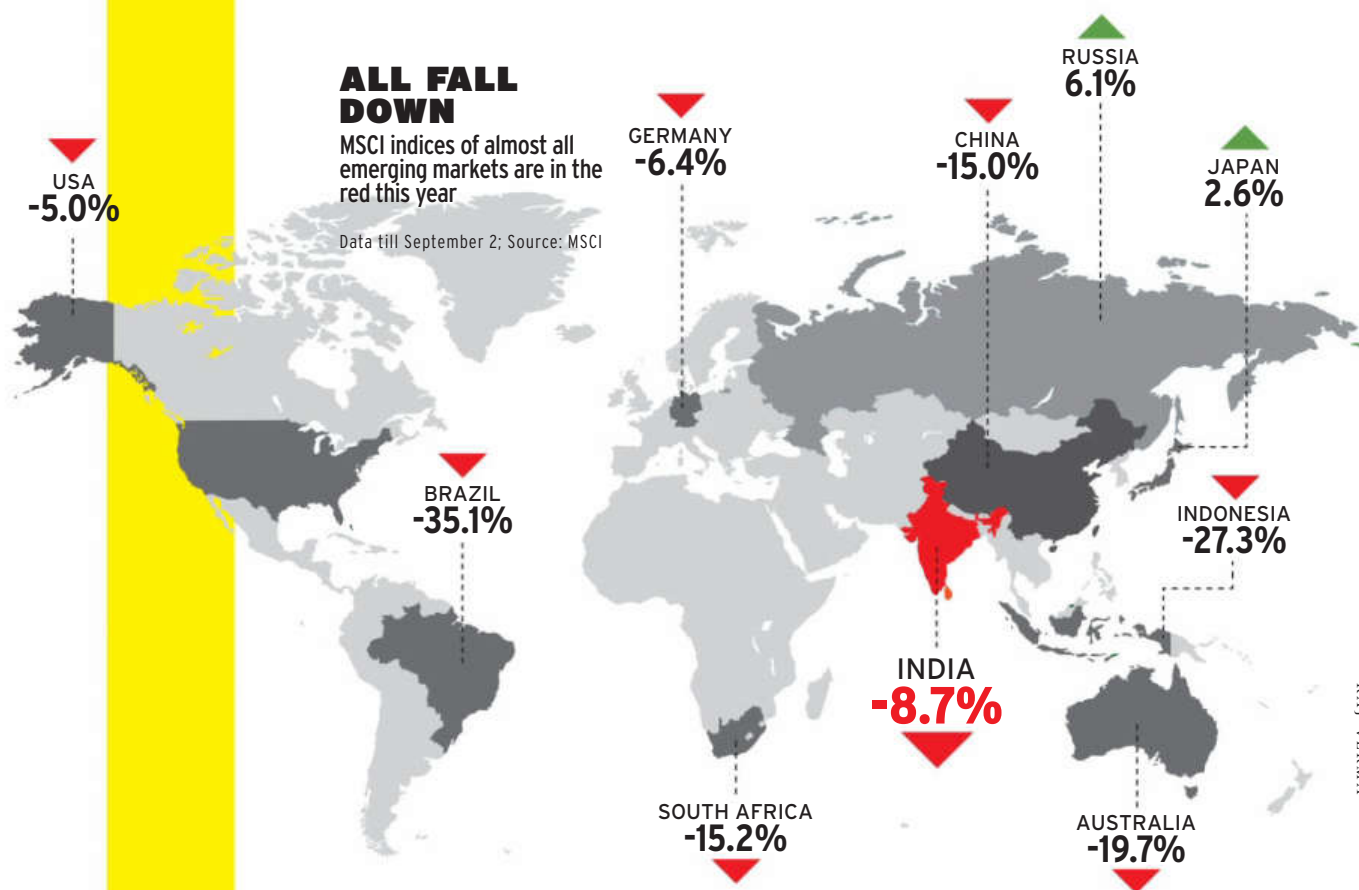 ALL FALL
DOWN
MSCI indices of almost all
emerging markets are in the
red this year
Data till September 2; Source: MSCI
USA
-5.0%
GERMANY
-6.4%
CHINA
-15.0%
RUSSIA
6.1%
JAPAN
2.6%
BRAZIL
-35.1%
INDONESIA
-27.3%
INDIA
-8.7%
SOUTH AFRICA
-15.2%
AUSTRALIA
-19.7%